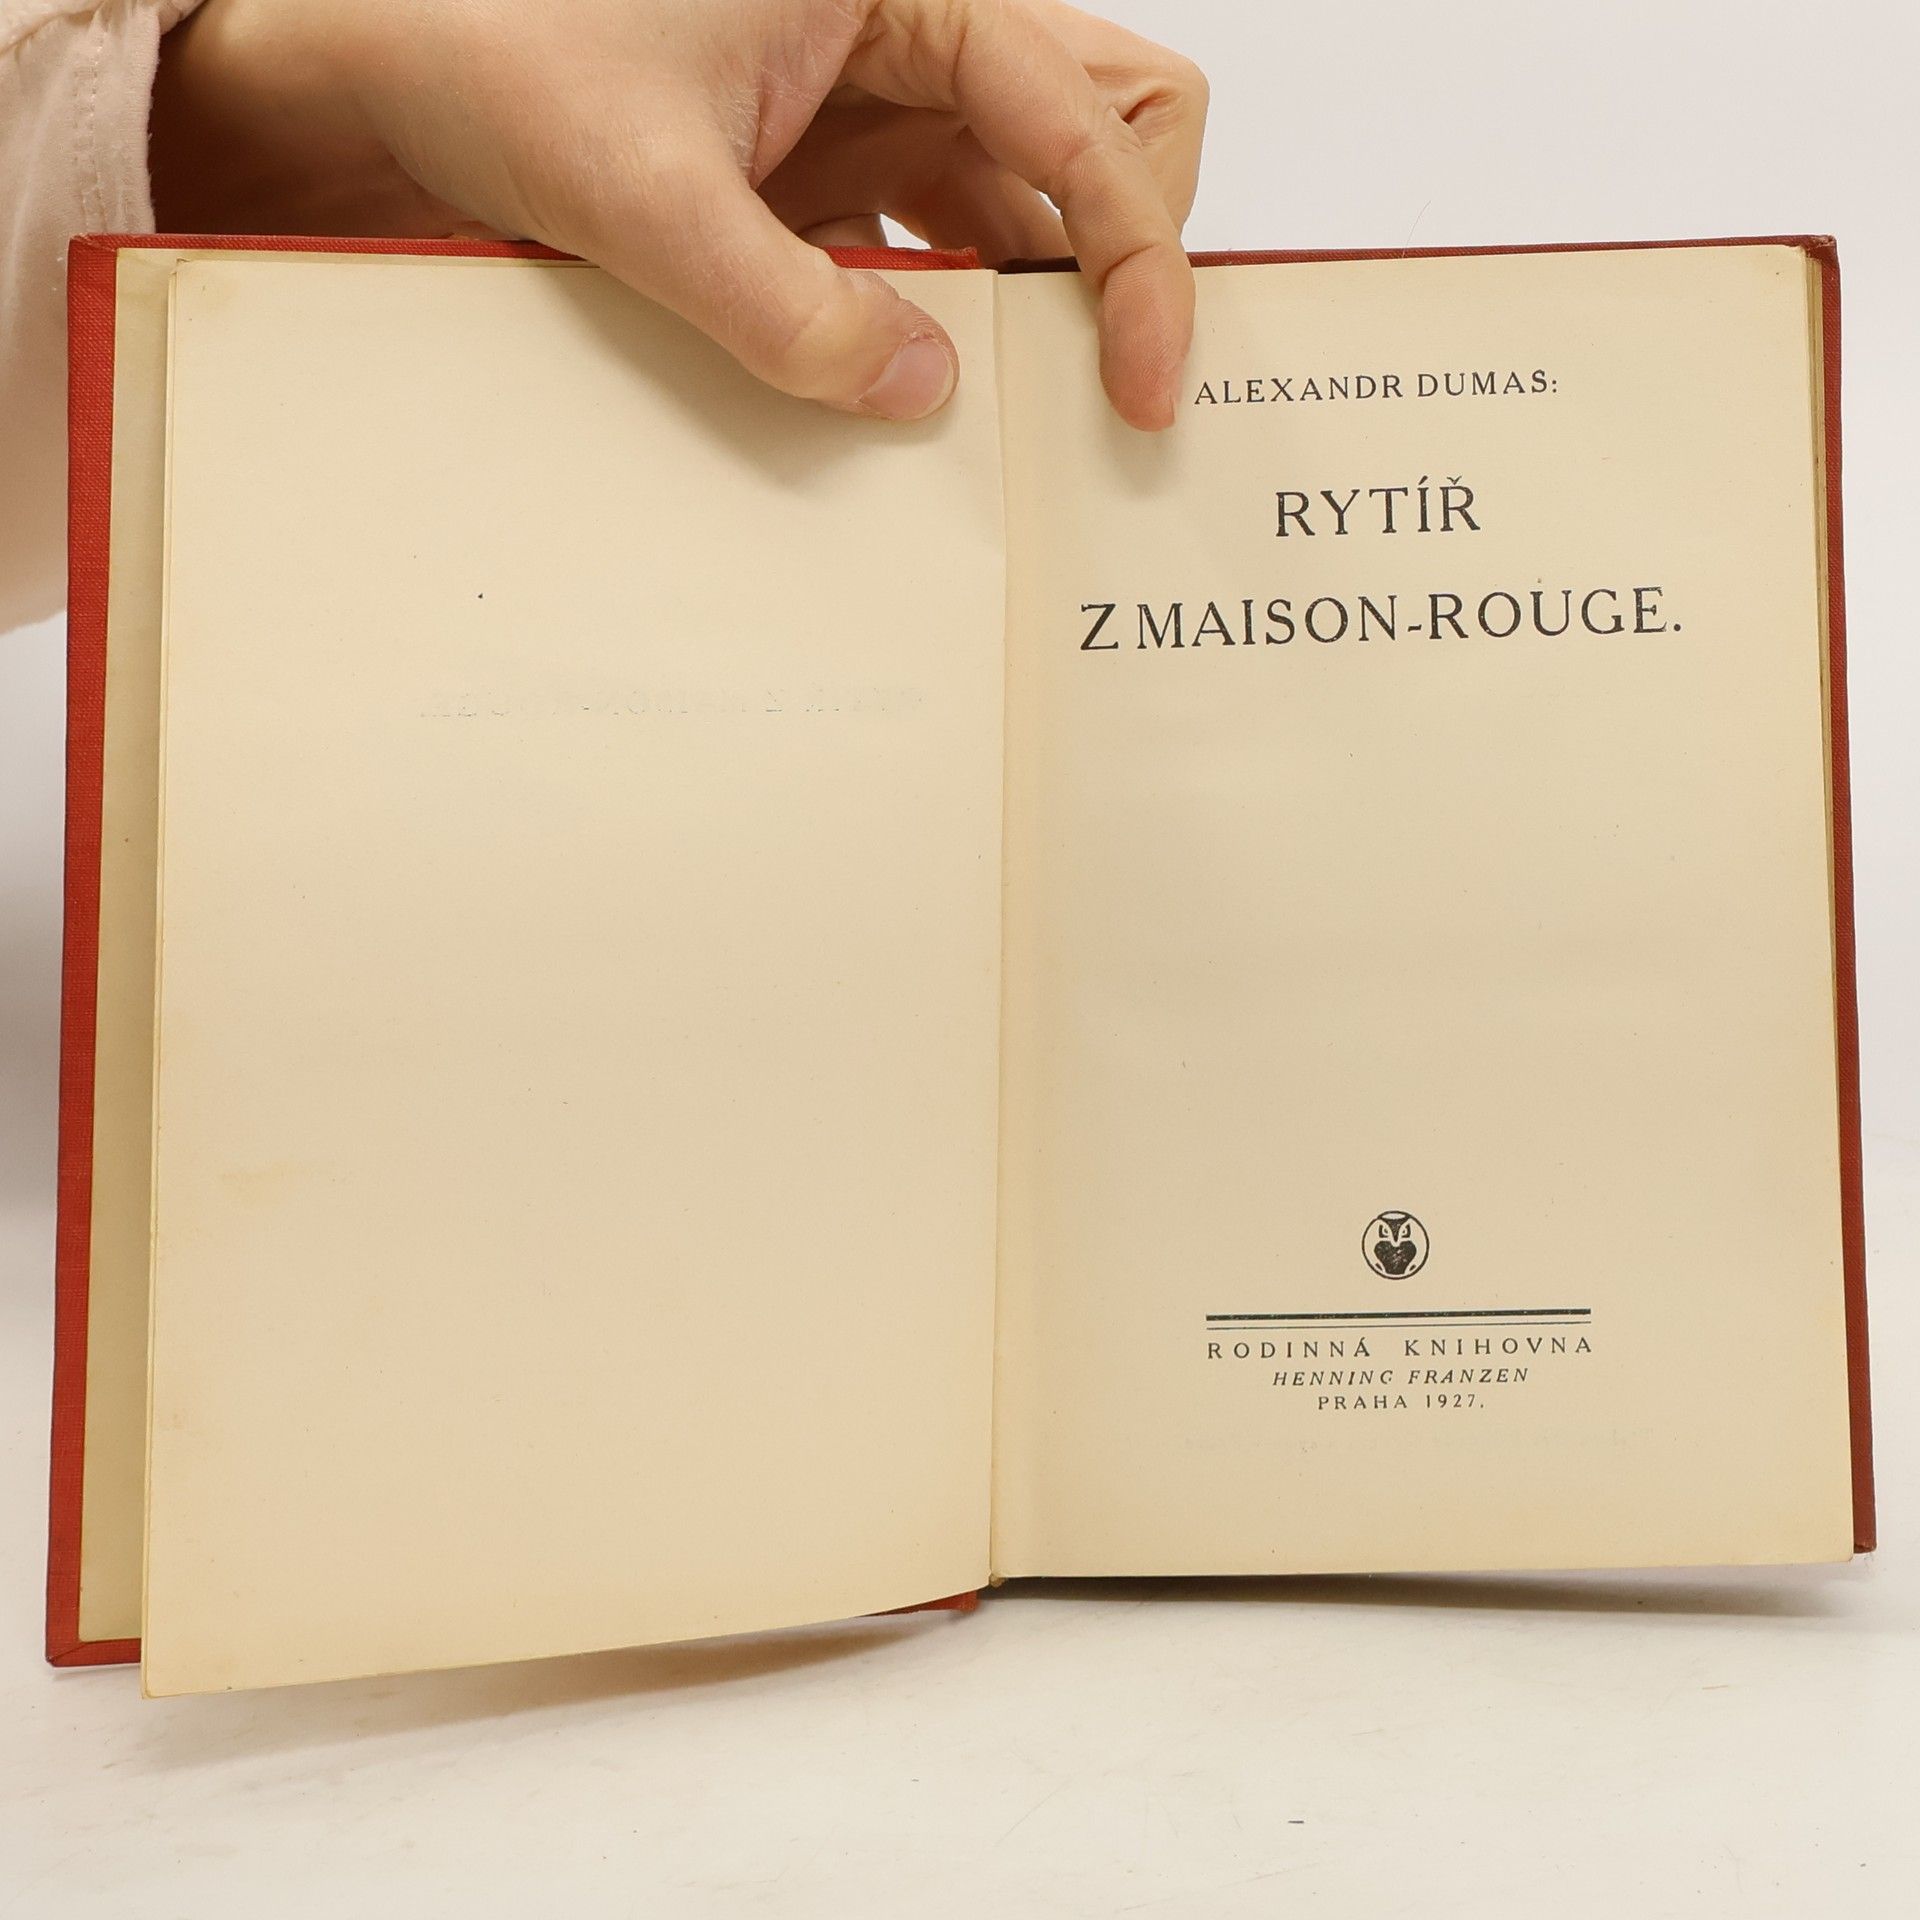 ALEXANDR DUMAS:
RYTÍŘ
Z MAISON-ROUGE.
RODINNÁ KNIHOVNA
HENNING FRANZEN
PRAHA 1927.